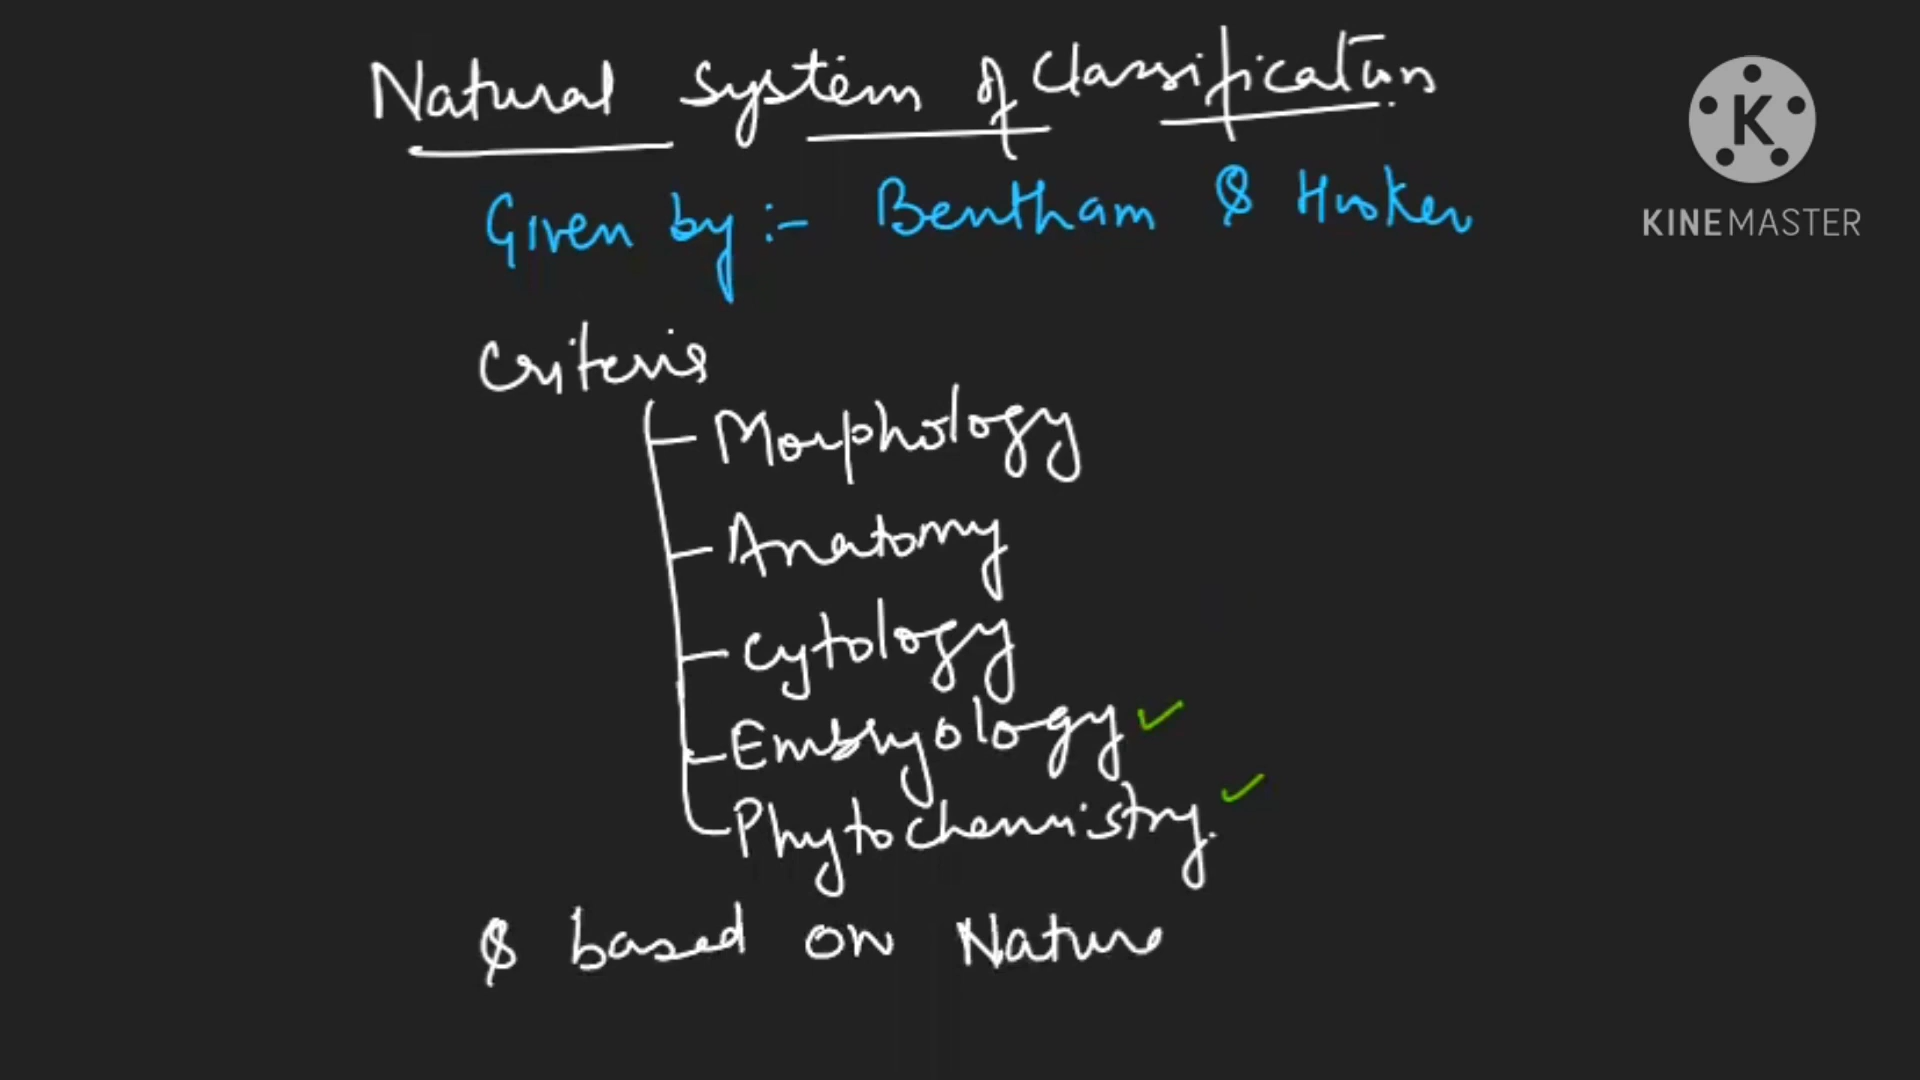 Natural System of Classification
Given by :- Bentham & Hooker
KINEMASTER
Criteria
Morphology
Anatomy
Cytology
Embryology
Phytochemistry.
& based on Nature